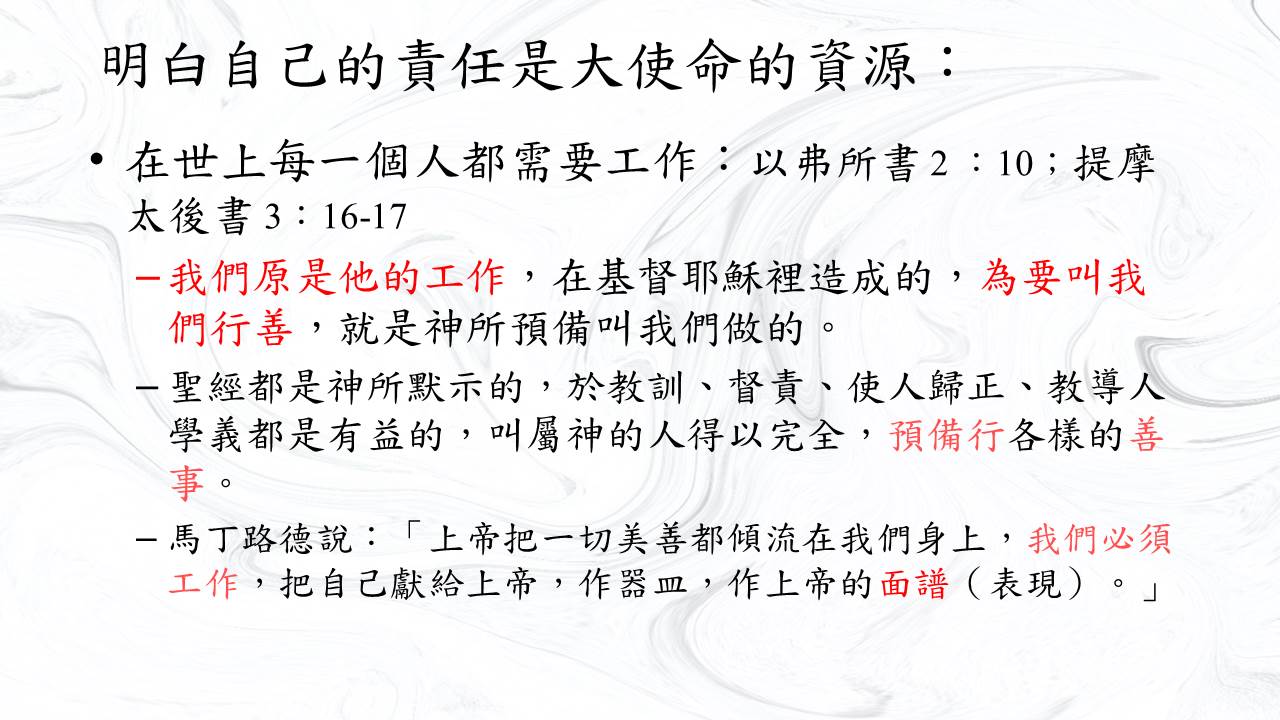 明白自己的責任是大使命的資源：
• 在世上每一個人都需要工作：以弗所書 2 ：10；提摩
太後書 3：16-17
–我們原是他的工作，在基督耶穌裡造成的，為要叫我
們行善，就是神所預備叫我們做的。
–聖經都是神所默示的，於教訓、督責、使人歸正、教導人
學義都是有益的，叫屬神的人得以完全，預備行各樣的善
事。
–馬丁路德說：「上帝把一切美善都傾流在我們身上，我們必須
工作，把自己獻給上帝，作器皿，作上帝的面譜（表現）。」